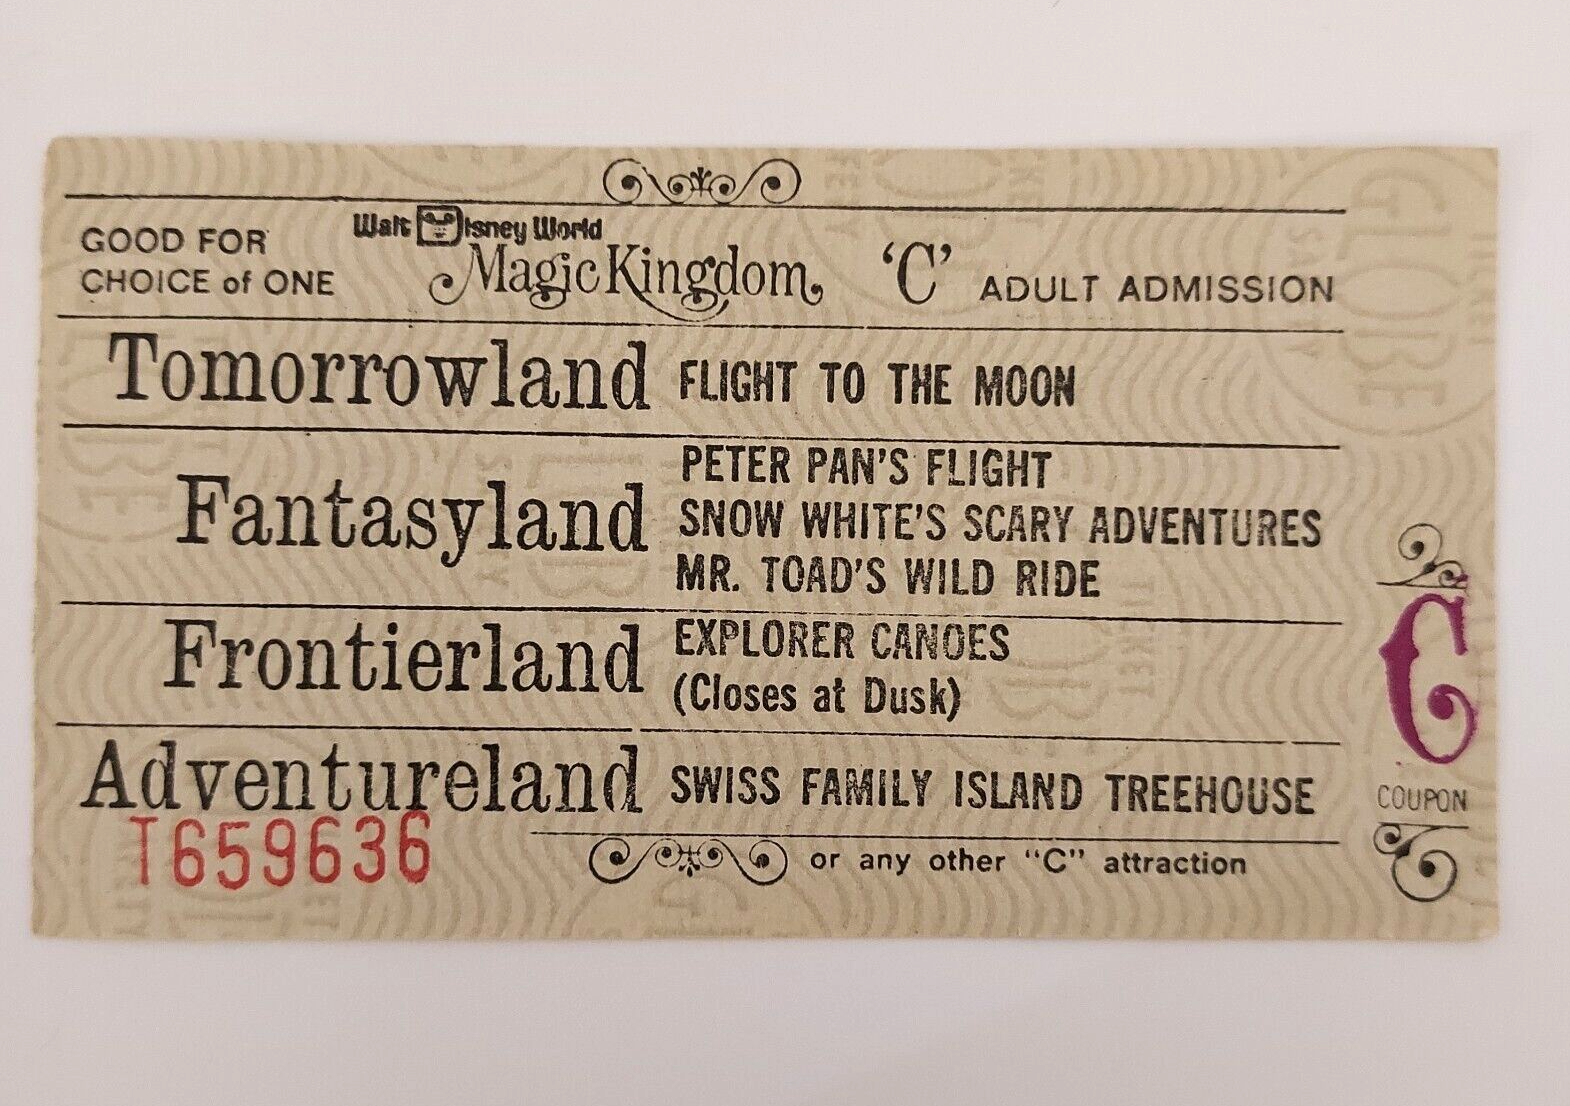 GOOD FOR
CHOICE of ONE
Walt Disney World
Magic Kingdom
'C' ADULT ADMISSION
Tomorrowland FLIGHT TO THE MOON
Fantasyland PETER PAN'S FLIGHT
SNOW WHITE'S SCARY ADVENTURES
MR. TOAD'S WILD RIDE
Frontierland EXPLORER CANOES
(Closes at Dusk)
Adventureland SWISS FAMILY ISLAND TREEHOUSE
T659636
or any other "C" attraction
C
COUPON